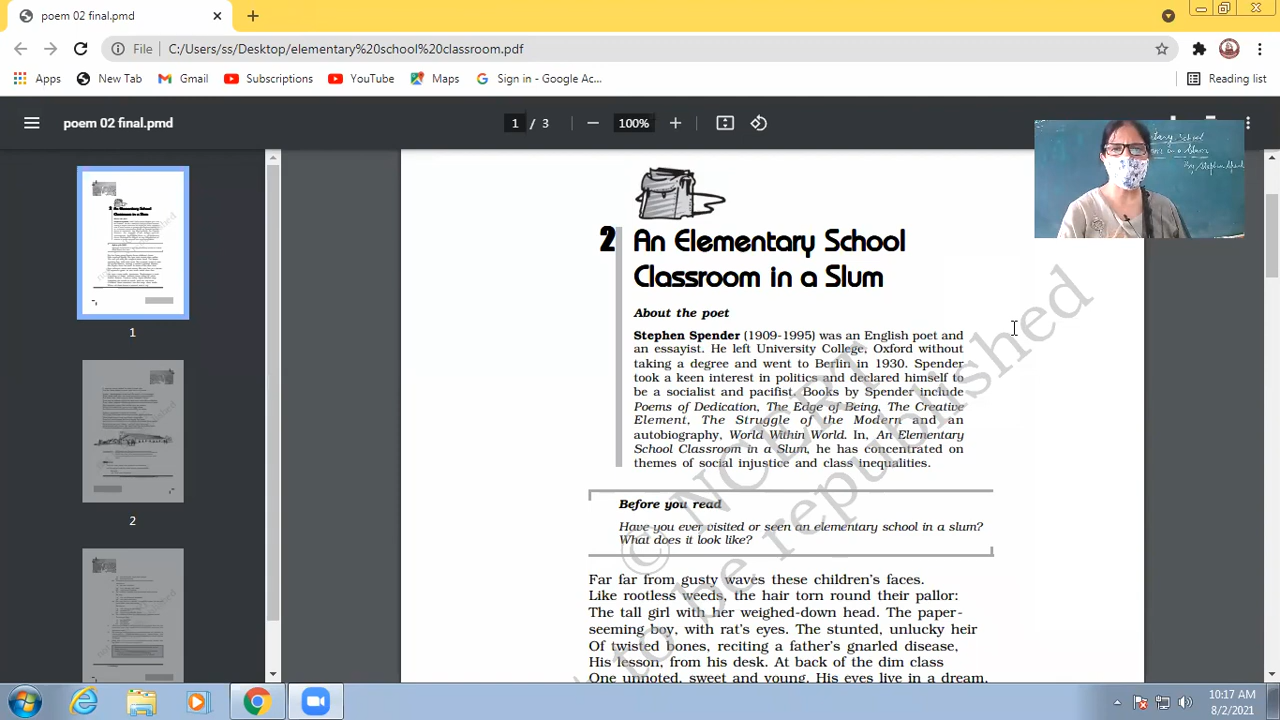 poem 02 final.pmd
File
C:/Users/ss/Desktop/elementary%20school%20classroom.pdf
Apps
New Tab
Gmail
Subscriptions
YouTube
Maps
Sign in - Google Ac...
Reading list
poem 02 final.pmd
1 / 3
100%
1
2
2 An Elementary School
Classroom in a Slum
About the poet
Stephen Spender (1909-1995) was an English poet and
an essayist. He left University College, Oxford without
taking a degree and went to Berlin in 1930. Spender
took a keen interest in politics and declared himself to
be a socialist and pacifist. Books by Spender include
Poems of Dedication, The Edge of Being, The Creative
Element, The Struggle of the Modern and an
autobiography, World Within World. In, An Elementary
School Classroom in a Slum, he has concentrated on
themes of social injustice and class inequalities.
Before you read
Have you ever visited or seen an elementary school in a slum?
What does it look like?
Far far from gusty waves these children's faces.
Like rootless weeds, the hair torn round their pallor:
The tall girl with her weighed-down head. The paper-
seeming boy, with rat's eyes. The stunted, unlucky heir
Of twisted bones, reciting a father's gnarled disease,
His lesson, from his desk. At back of the dim class
One unnoted, sweet and young. His eyes live in a dream,
© NCERT
to be republished
10:17 AM
8/2/2021